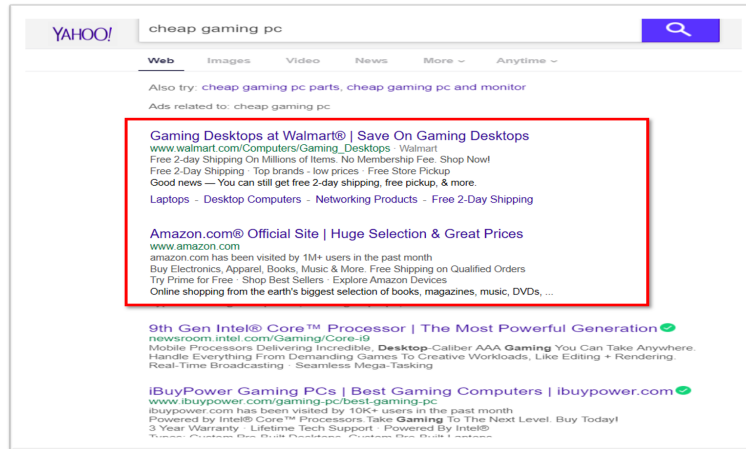 YAHOO! cheap gaming pc
Web Images Video News More Anytime
Also try: cheap gaming pc parts, cheap gaming pc and monitor
Ads related to: cheap gaming pc
Gaming Desktops at Walmart® | Save On Gaming Desktops
www.walmart.com/Computers/Gaming_Desktops · Walmart
Free 2-day Shipping On Millions of Items. No Membership Fee. Shop Now!
Free 2-Day Shipping · Top brands - low prices · Free Store Pickup
Good news — You can still get free 2-day shipping, free pickup, & more.
Laptops - Desktop Computers - Networking Products - Free 2-Day Shipping
Amazon.com® Official Site | Huge Selection & Great Prices
www.amazon.com
amazon.com has been visited by 1M+ users in the past month
Buy Electronics, Apparel, Books, Music & More. Free Shipping on Qualified Orders
Try Prime for Free · Shop Best Sellers · Explore Amazon Devices
Online shopping from the earth's biggest selection of books, magazines, music, DVDs, ...
9th Gen Intel® Core™ Processor | The Most Powerful Generation
newsroom.intel.com/Gaming/Core-i9
Mobile Processors Delivering Incredible, Desktop-Caliber AAA Gaming You Can Take Anywhere.
Handle Everything From Demanding Games To Creative Workloads, Like Editing + Rendering.
Real-Time Broadcasting · Seamless Mega-Tasking
iBuyPower Gaming PCs | Best Gaming Computers | ibuypower.com
www.ibuypower.com/gaming-pc/best-gaming-pc
ibuypower.com has been visited by 10K+ users in the past month
Powered by Intel® Core™ Processors.Take Gaming To The Next Level. Buy Today!
3 Year Warranty · Lifetime Tech Support · Powered By Intel®
Types: Custom Pre-Built Desktops, Custom Pre-Built Laptops